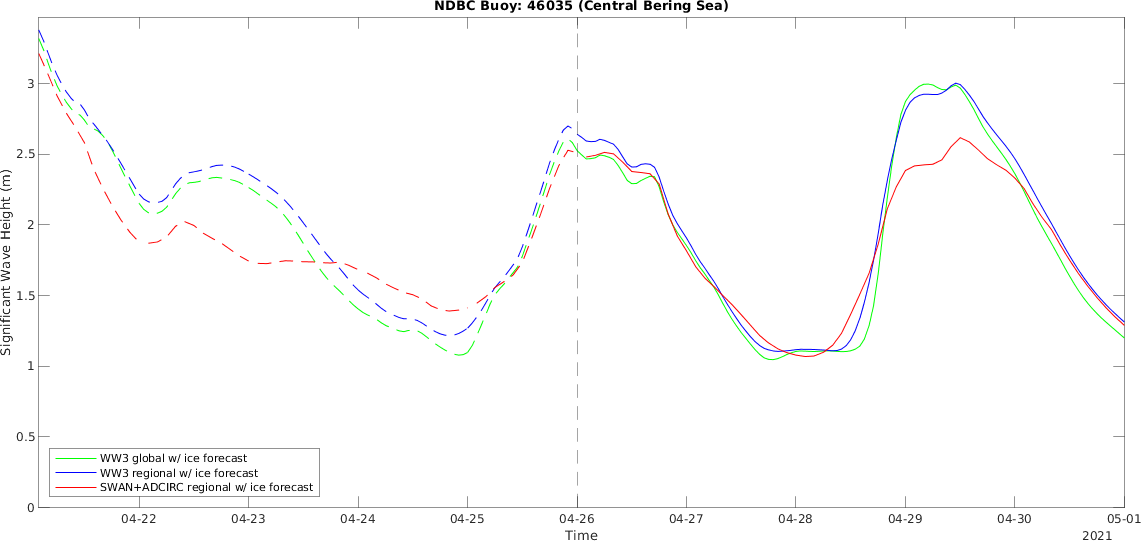 NDBC Buoy: 46035 (Central Bering Sea)
Significant Wave Height (m)
3
2.5
2
1.5
1
0.5
0
WW3 global w/ ice forecast
WW3 regional w/ ice forecast
SWAN+ADCIRC regional w/ ice forecast
04-22 04-23 04-24 04-25 04-26 04-27 04-28 04-29 04-30 05-01
Time
2021